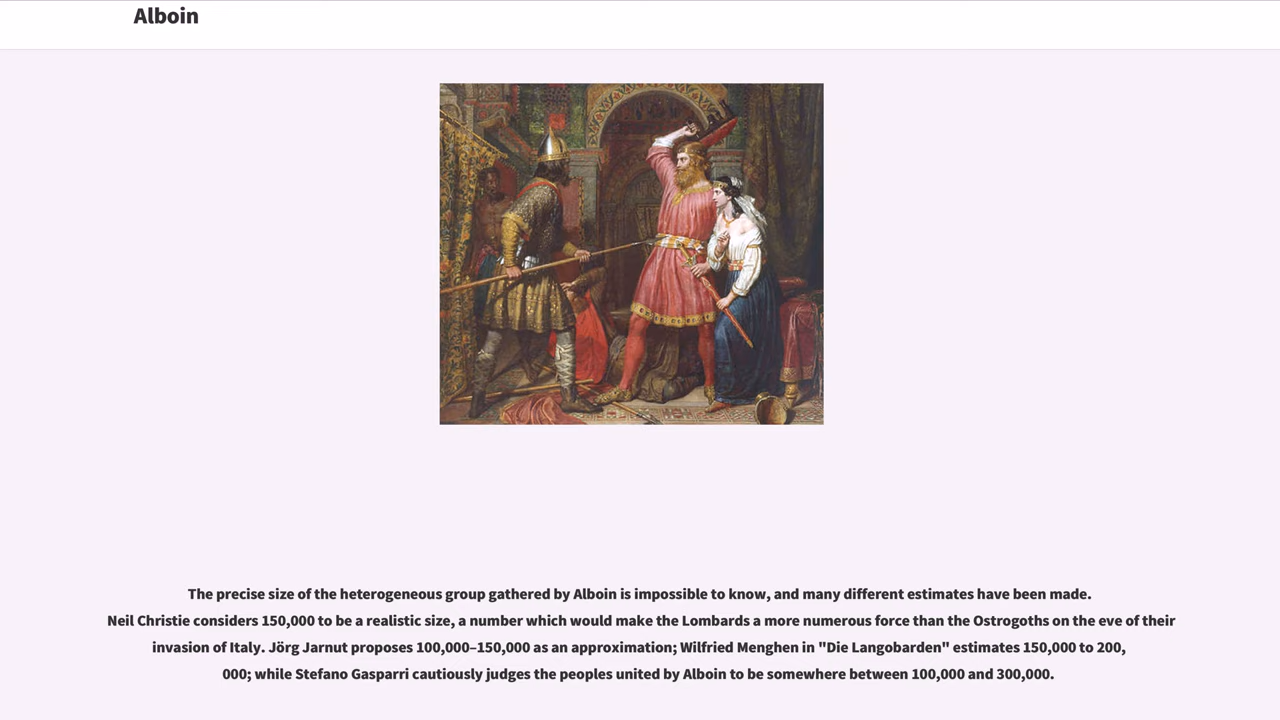 Alboin
The precise size of the heterogeneous group gathered by Alboin is impossible to know, and many different estimates have been made.
Neil Christie considers 150,000 to be a realistic size, a number which would make the Lombards a more numerous force than the Ostrogoths on the eve of their
invasion of Italy. Jörg Jarnut proposes 100,000–150,000 as an approximation; Wilfried Menghen in "Die Langobarden" estimates 150,000 to 200,
000; while Stefano Gasparri cautiously judges the peoples united by Alboin to be somewhere between 100,000 and 300,000.